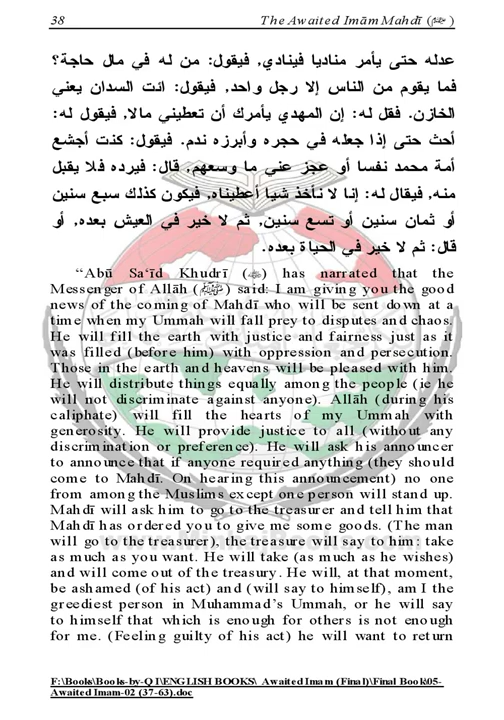 38 The Awaited Imām Mahdī (ﷺ)
عدله حتى يأمر مناديا فينادي, فيقول: من له في مال حاجة؟
فما يقوم من الناس إلا رجل واحد, فيقول: ائت السدان يعني
الخازن. فقل له: إن المهدي يأمرك أن تعطيني مالا, فيقول له:
أحث حتى إذا جعله في حجره وأبرزه ندم. فيقول: كنت أجشع
أمة محمد نفسا أو عجز عني ما وسعهم, قال: فيرده فلا يقبل
منه, فيقال له: إنا لا نأخذ شيا أعطيناه, فيكون كذلك سبع سنين
أو ثمان سنين أو تسع سنين, ثم لا خير في العيش بعده, أو
قال: ثم لا خير في الحياة بعده.
“Abū Sa‘īd Khudrī () has narrated that the
Messenger of Allāh (ﷺ) said: I am giving you the good
news of the coming of Mahdī who will be sent down at a
time when my Ummah will fall prey to disputes and chaos.
He will fill the earth with justice and fairness just as it
was filled (before him) with oppression and persecution.
Those in the earth and heavens will be pleased with him.
He will distribute things equally among the people (ie he
will not discriminate against anyone). Allāh (during his
caliphate) will fill the hearts of my Ummah with
generosity. He will provide justice to all (without any
discrimination or preference). He will ask his announcer
to announce that if anyone required anything (they should
come to Mahdī. On hearing this announcement) no one
from among the Muslims except one person will stand up.
Mahdī will ask him to go to the treasurer and tell him that
Mahdī has ordered you to give me some goods. (The man
will go to the treasurer), the treasure will say to him: take
as much as you want. He will take (as much as he wishes)
and will come out of the treasury. He will, at that moment,
be ashamed (of his act) and (will say to himself), am I the
greediest person in Muhammad’s Ummah, or he will say
to himself that which is enough for others is not enough
for me. (Feeling guilty of his act) he will want to return
F:\Books\Books-by-Q I\ENGLISH BOOKS\ Awaited Imam (Final)\Final Book\05-
Awaited Imam-02 (37-63).doc